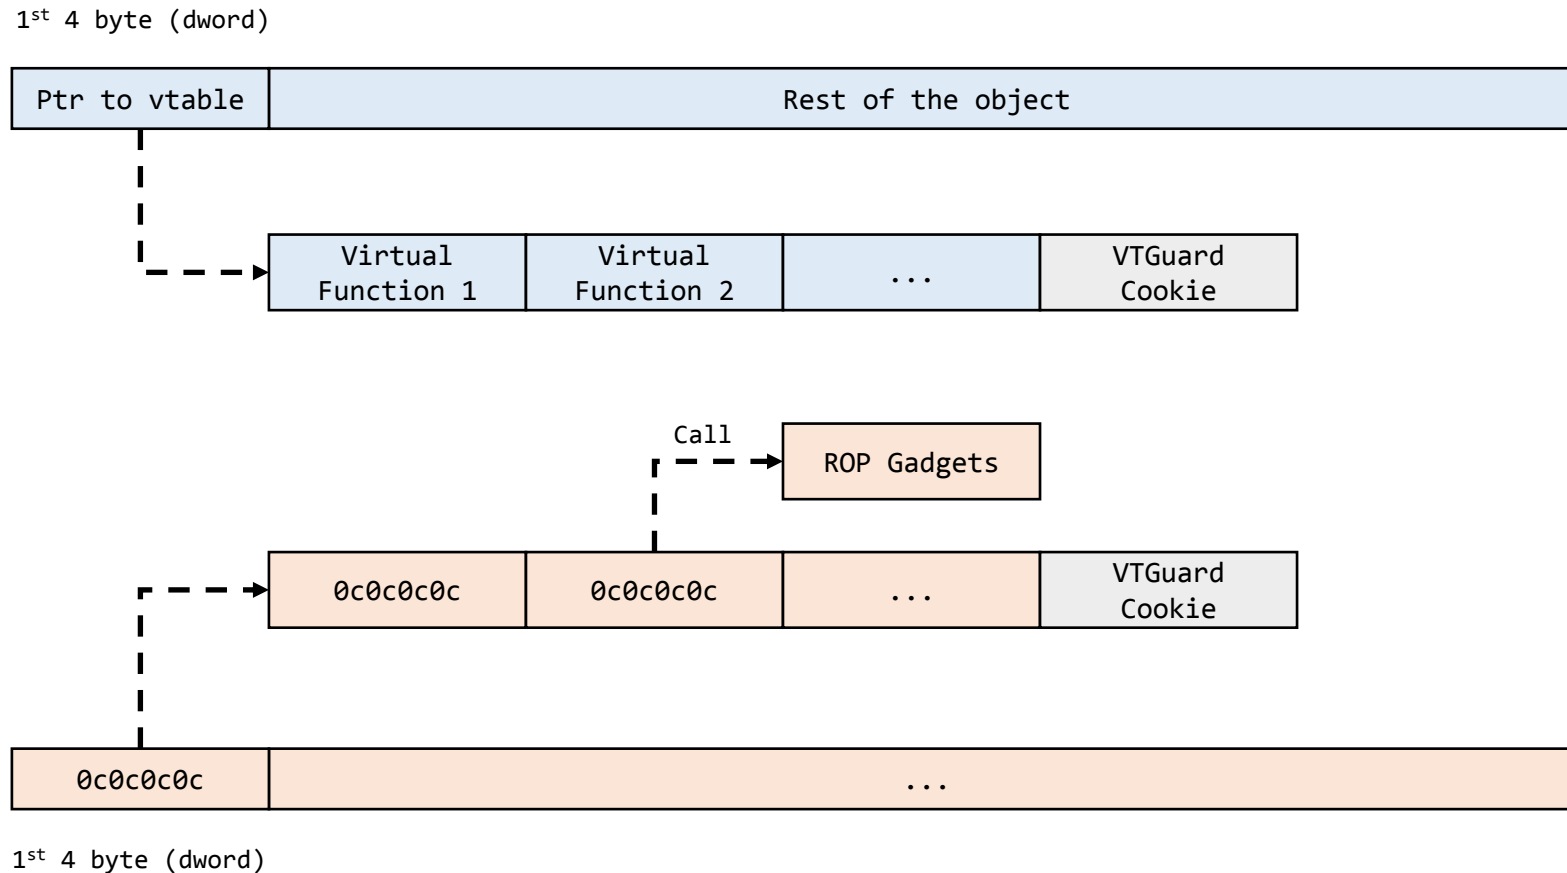 1st 4 byte (dword)
Ptr to vtable
Rest of the object
Virtual
Function 1
Virtual
Function 2
...
VTGuard
Cookie
Call
ROP Gadgets
0c0c0c0c
0c0c0c0c
...
VTGuard
Cookie
0c0c0c0c
...
1st 4 byte (dword)